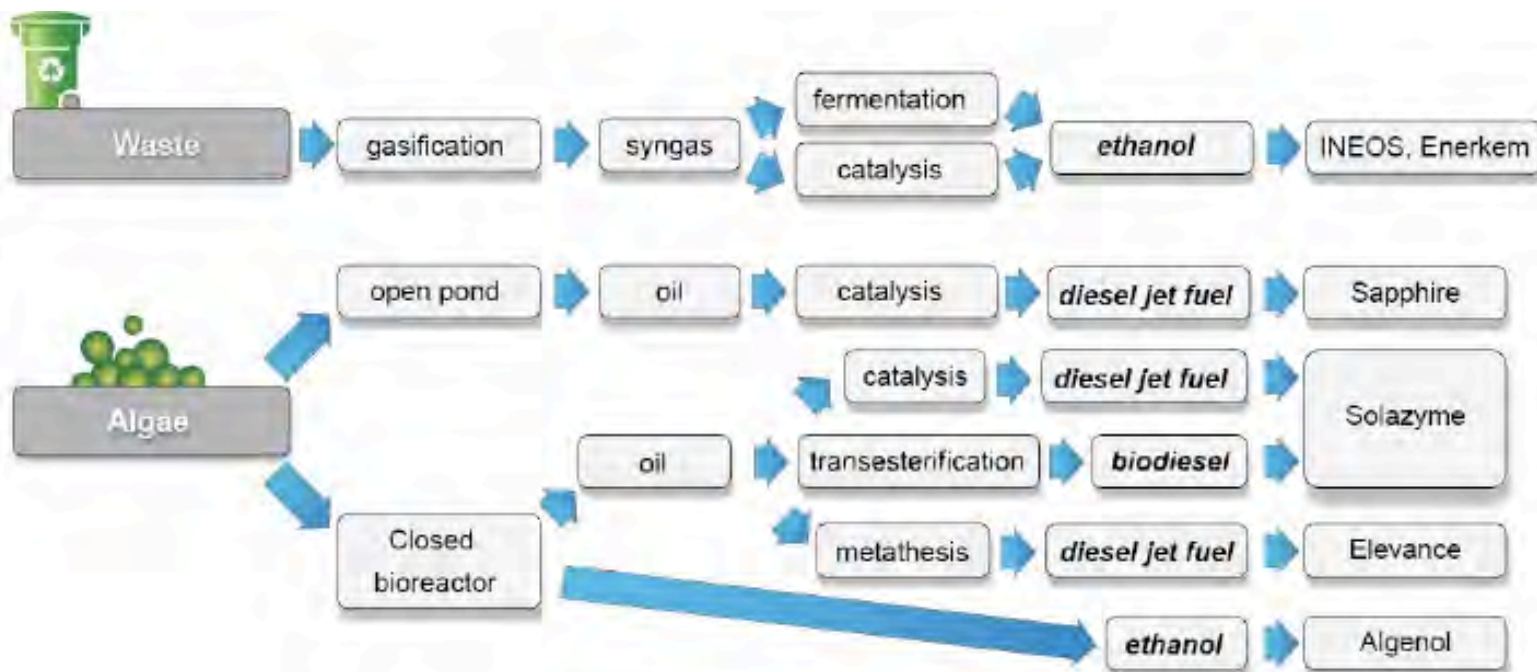 Waste
gasification
syngas
fermentation
catalysis
ethanol
INEOS, Enerkem
Algae
open pond
oil
catalysis
diesel jet fuel
Sapphire
Closed
bioreactor
oil
catalysis
diesel jet fuel
transesterification
biodiesel
Solazyme
metathesis
diesel jet fuel
Elevance
ethanol
Algenol